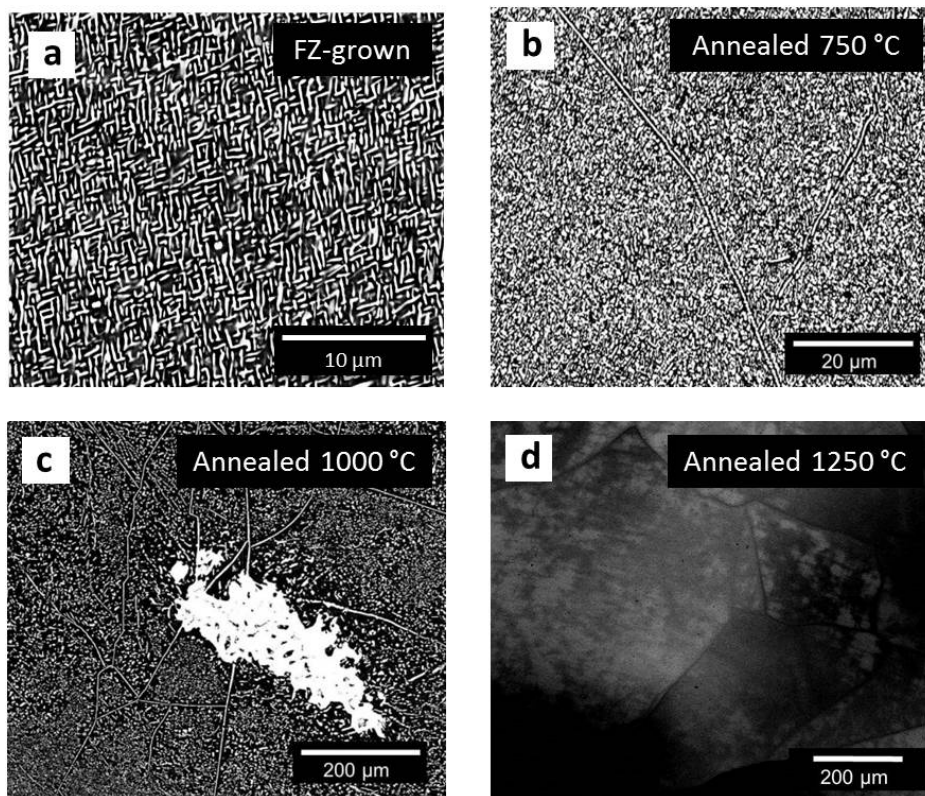 a
FZ-grown
10 µm
b
Annealed 750 °C
20 µm
c
Annealed 1000 °C
200 µm
d
Annealed 1250 °C
200 µm